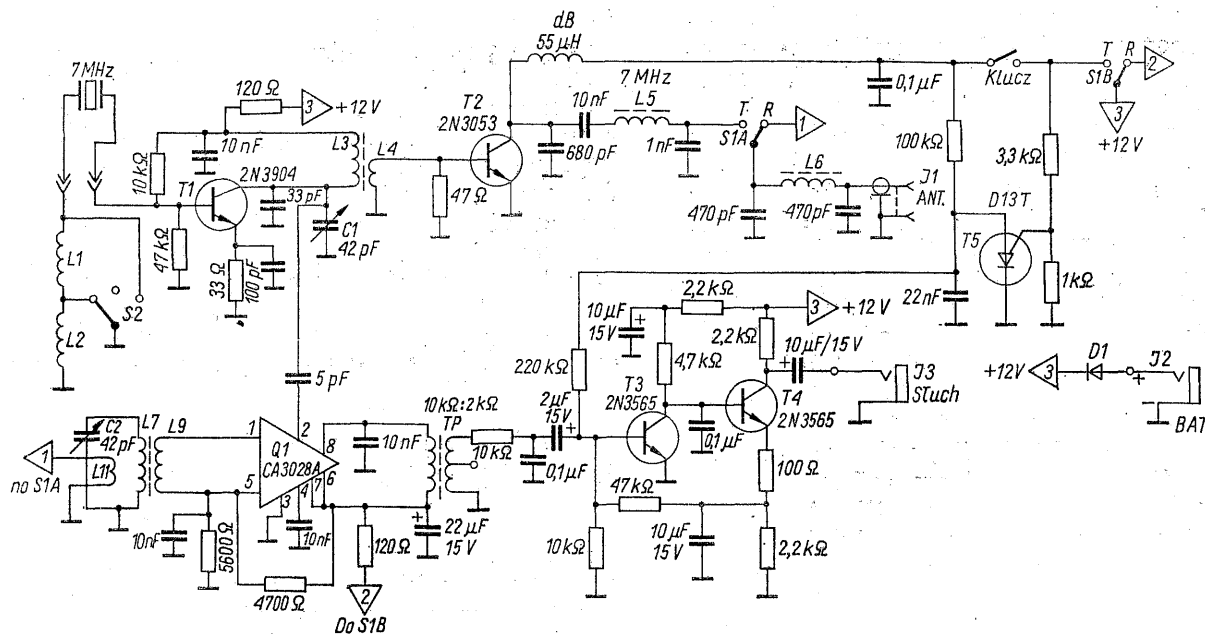 dB
55 µH
7 MHz
120 Ω
3
+12 V
10 kΩ
10 nF
L3
L4
T1
2N3904
33 pF
C1
42 pF
47 kΩ
33 Ω
100 pF
L1
L2
S2
T2
2N3053
47 Ω
10 nF
7 MHz
L5
680 pF
1 nF
T
R
S1A
1
L6
470 pF
470 pF
J1
ANT.
0,1 µF
Klucz
T
R
S1B
2
3
+12 V
100 kΩ
3,3 kΩ
D13T
T5
1 kΩ
22 nF
5 pF
C2
42 pF
L7
L9
L11
1
no S1A
10 nF
5600 Ω
4700 Ω
1
2
3
4
5
6
7
8
Q1
CA3028A
10 nF
10 nF
120 Ω
2
Do S1B
+
22 µF
15 V
10 kΩ:2 kΩ
TP
10 kΩ
0,1 µF
2 µF
15 V
+
220 kΩ
10 µF
15 V
+
2,2 kΩ
4,7 kΩ
T3
2N3565
0,1 µF
47 kΩ
10 kΩ
10 µF
15 V
3
+12 V
2,2 kΩ
10 µF/15 V
+
T4
2N3565
100 Ω
2,2 kΩ
J3
Słuch
+12V
3
D1
+
J2
BAT